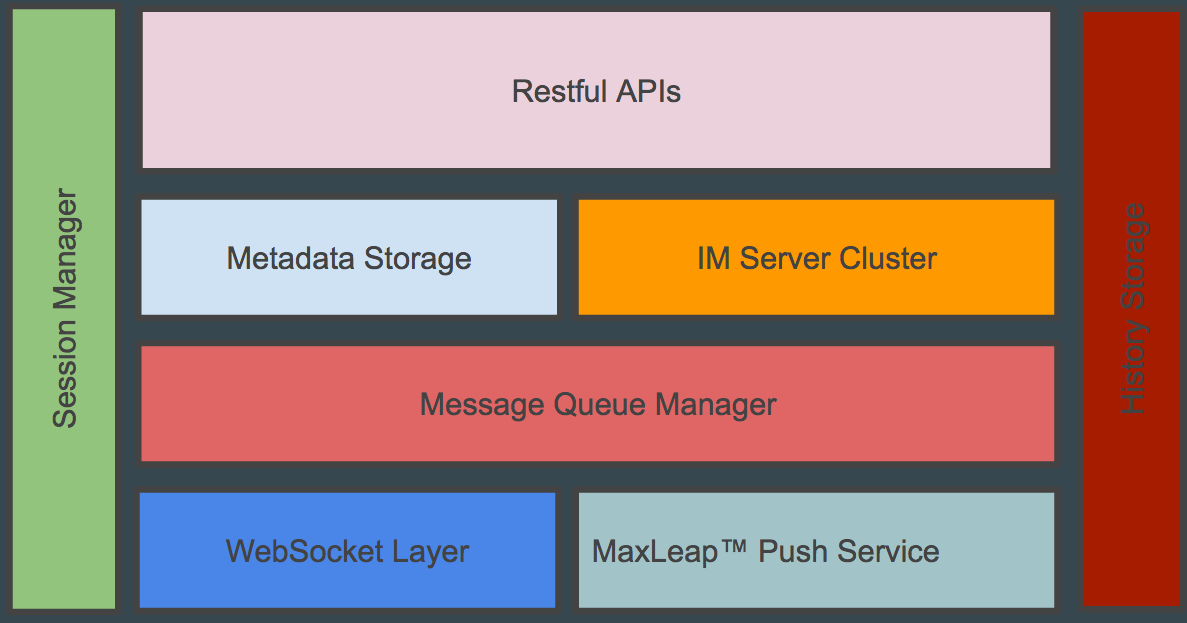 Session Manager
Restful APIs
Metadata Storage
IM Server Cluster
Message Queue Manager
WebSocket Layer
MaxLeap™ Push Service
History Storage